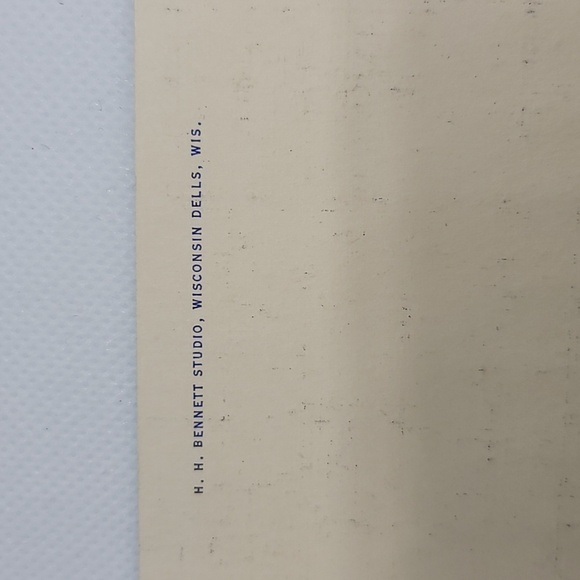 H. H. BENNETT STUDIO, WISCONSIN DELLS, WIS.